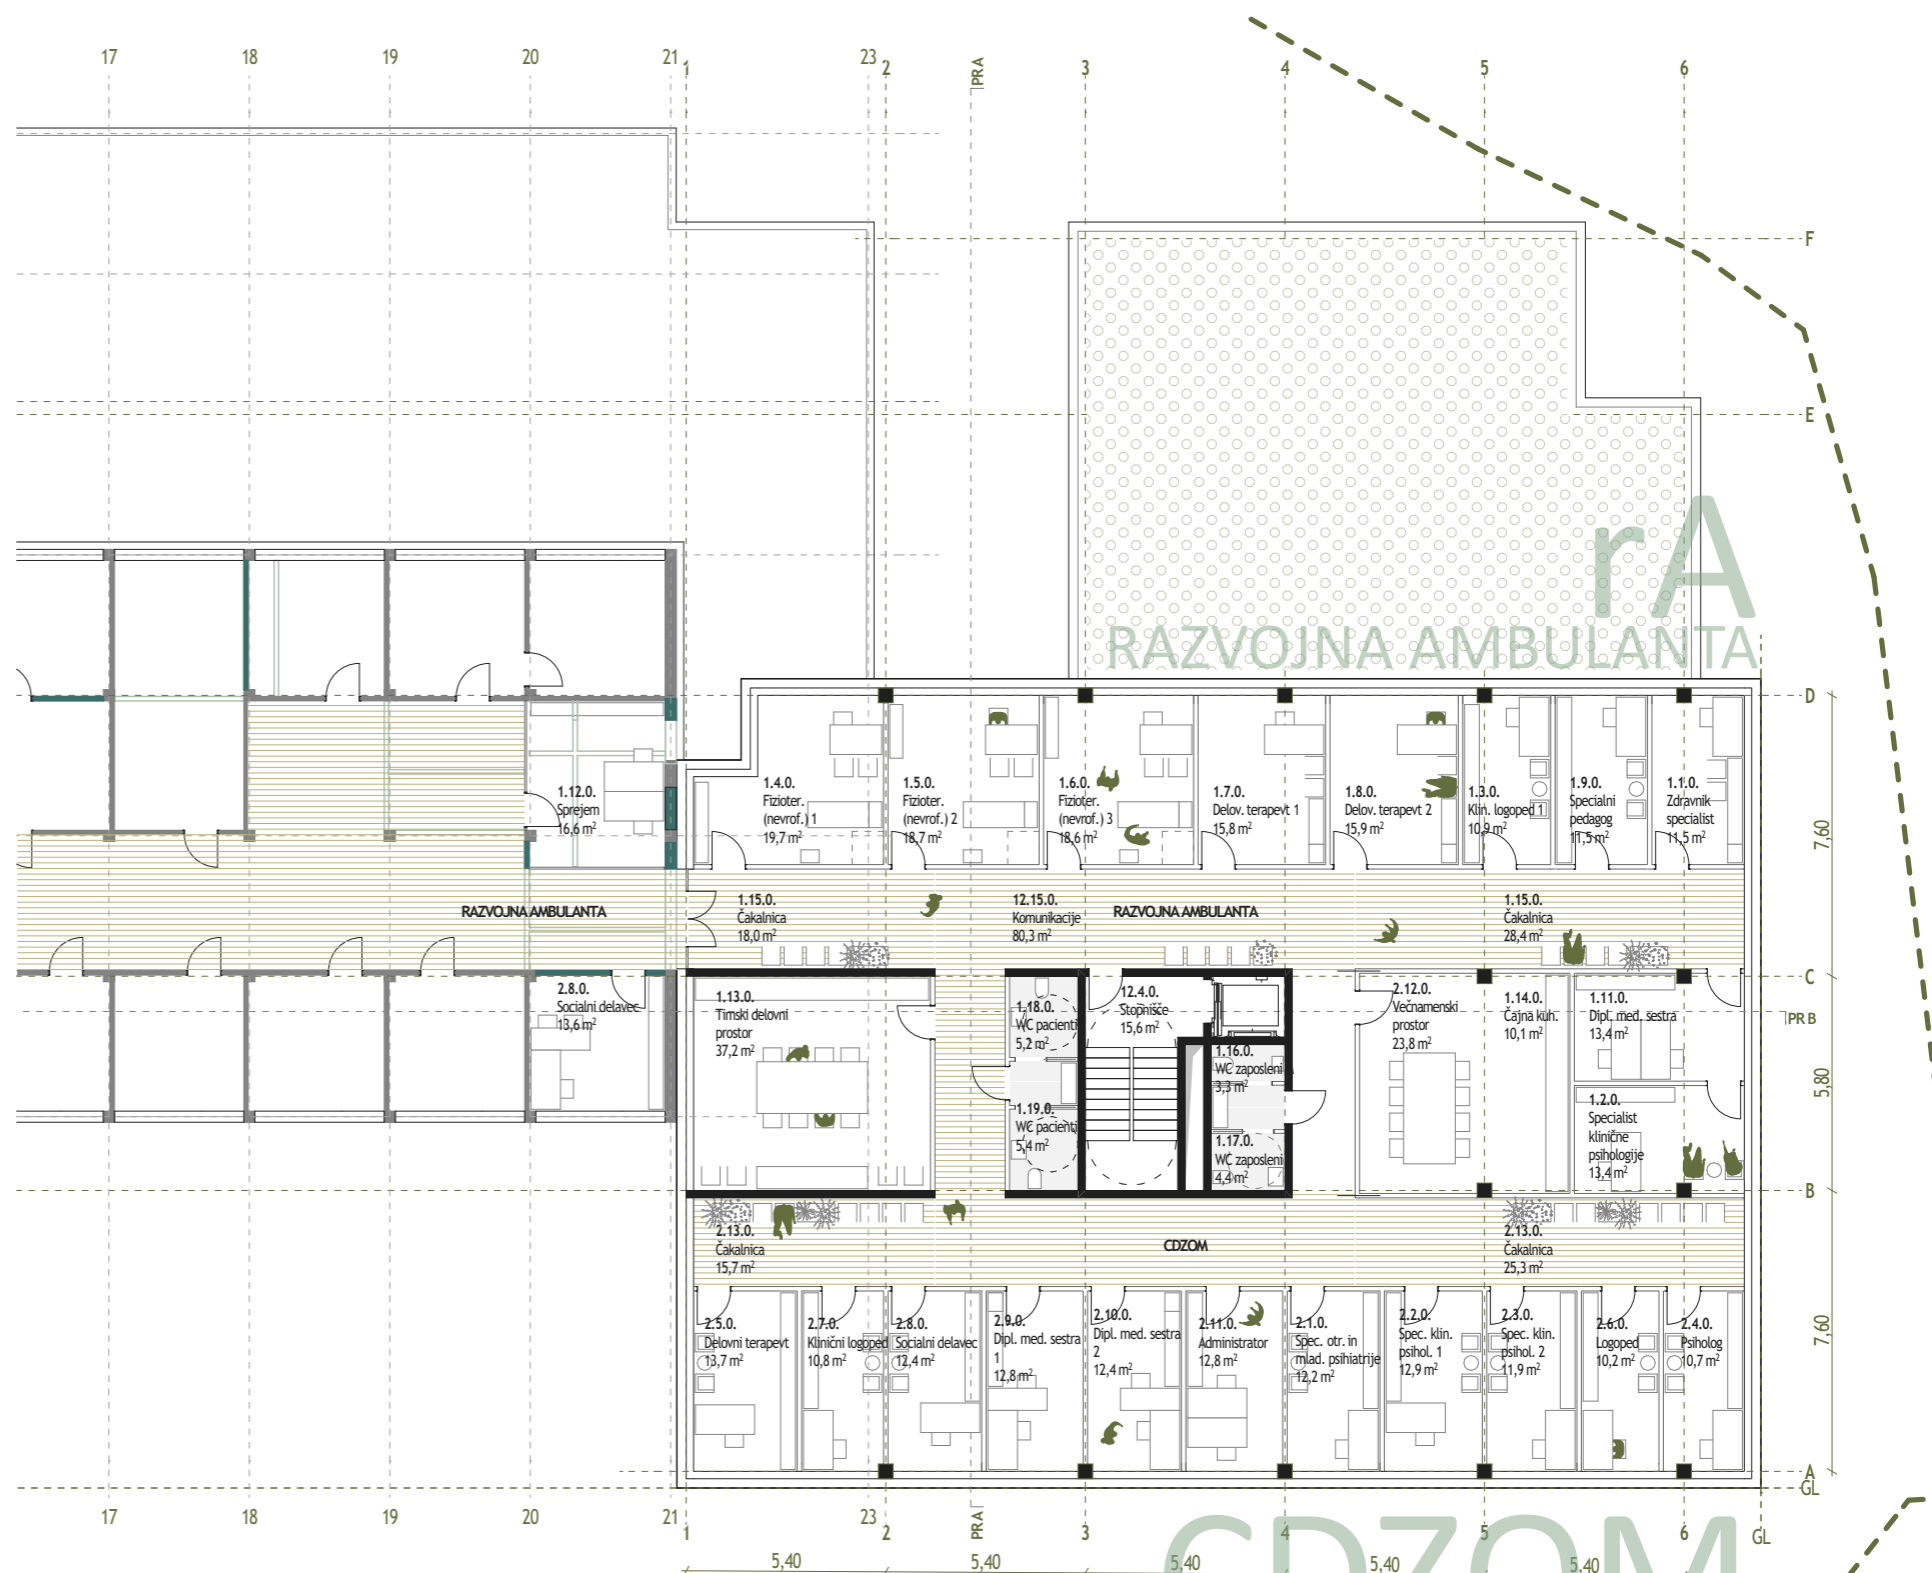 17
18
19
20
21
1
23
2
PRA
3
4
5
6
F
E
rA
RAZVOJNA AMBULANTA
D
1.12.0.
Sprejem
16,6 m²
1.4.0.
Fizioter.
(nevrof.) 1
19,7 m²
1.5.0.
Fizioter.
(nevrof.) 2
18,7 m²
1.6.0.
Fizioter.
(nevrof.) 3
18,6 m²
1.7.0.
Delov. terapevt 1
15,8 m²
1.8.0.
Delov. terapevt 2
15,9 m²
1.3.0.
Klin. logoped 1
10,9 m²
1.9.0.
Specialni
pedagog
11,5 m²
1.1.0.
Zdravnik
specialist
11,5 m²
7,60
RAZVOJNA AMBULANTA
1.15.0.
Čakalnica
18,0 m²
12.15.0.
Komunikacije
80,3 m²
RAZVOJNA AMBULANTA
1.15.0.
Čakalnica
28,4 m²
C
2.8.0.
Socialni delavec
13,6 m²
1.13.0.
Timski delovni
prostor
37,2 m²
1.18.0.
WC pacienti
5,2 m²
1.19.0.
WC pacienti
5,4 m²
12.4.0.
Stopnišče
15,6 m²
1.16.0.
WC zaposleni
3,3 m²
1.17.0.
WC zaposleni
4,4 m²
2.12.0.
Večnamenski
prostor
23,8 m²
1.14.0.
Čajna kuh.
10,1 m²
1.11.0.
Dipl. med. sestra
13,4 m²
1.2.0.
Specialist
klinične
psihologije
13,4 m²
PR B
5,80
B
2.13.0.
Čakalnica
15,7 m²
CDZOM
2.13.0.
Čakalnica
25,3 m²
2.5.0.
Delovni terapevt
13,7 m²
2.7.0.
Klinični logoped
10,8 m²
2.8.0.
Socialni delavec
12,4 m²
2.9.0.
Dipl. med. sestra
1
12,8 m²
2.10.0.
Dipl. med. sestra
2
12,4 m²
2.11.0.
Administrator
12,8 m²
2.1.0.
Spec. otr. in
mlad. psihiatrije
12,2 m²
2.2.0.
Spec. klin.
psihol. 1
12,9 m²
2.3.0.
Spec. klin.
psihol. 2
11,9 m²
2.6.0.
Logoped
10,2 m²
2.4.0.
Psiholog
10,7 m²
7,60
A
GL
17
18
19
20
21
1
23
2
PRA
3
4
5
6
GL
CDZOM
5,40
5,40
5,40
5,40
5,40